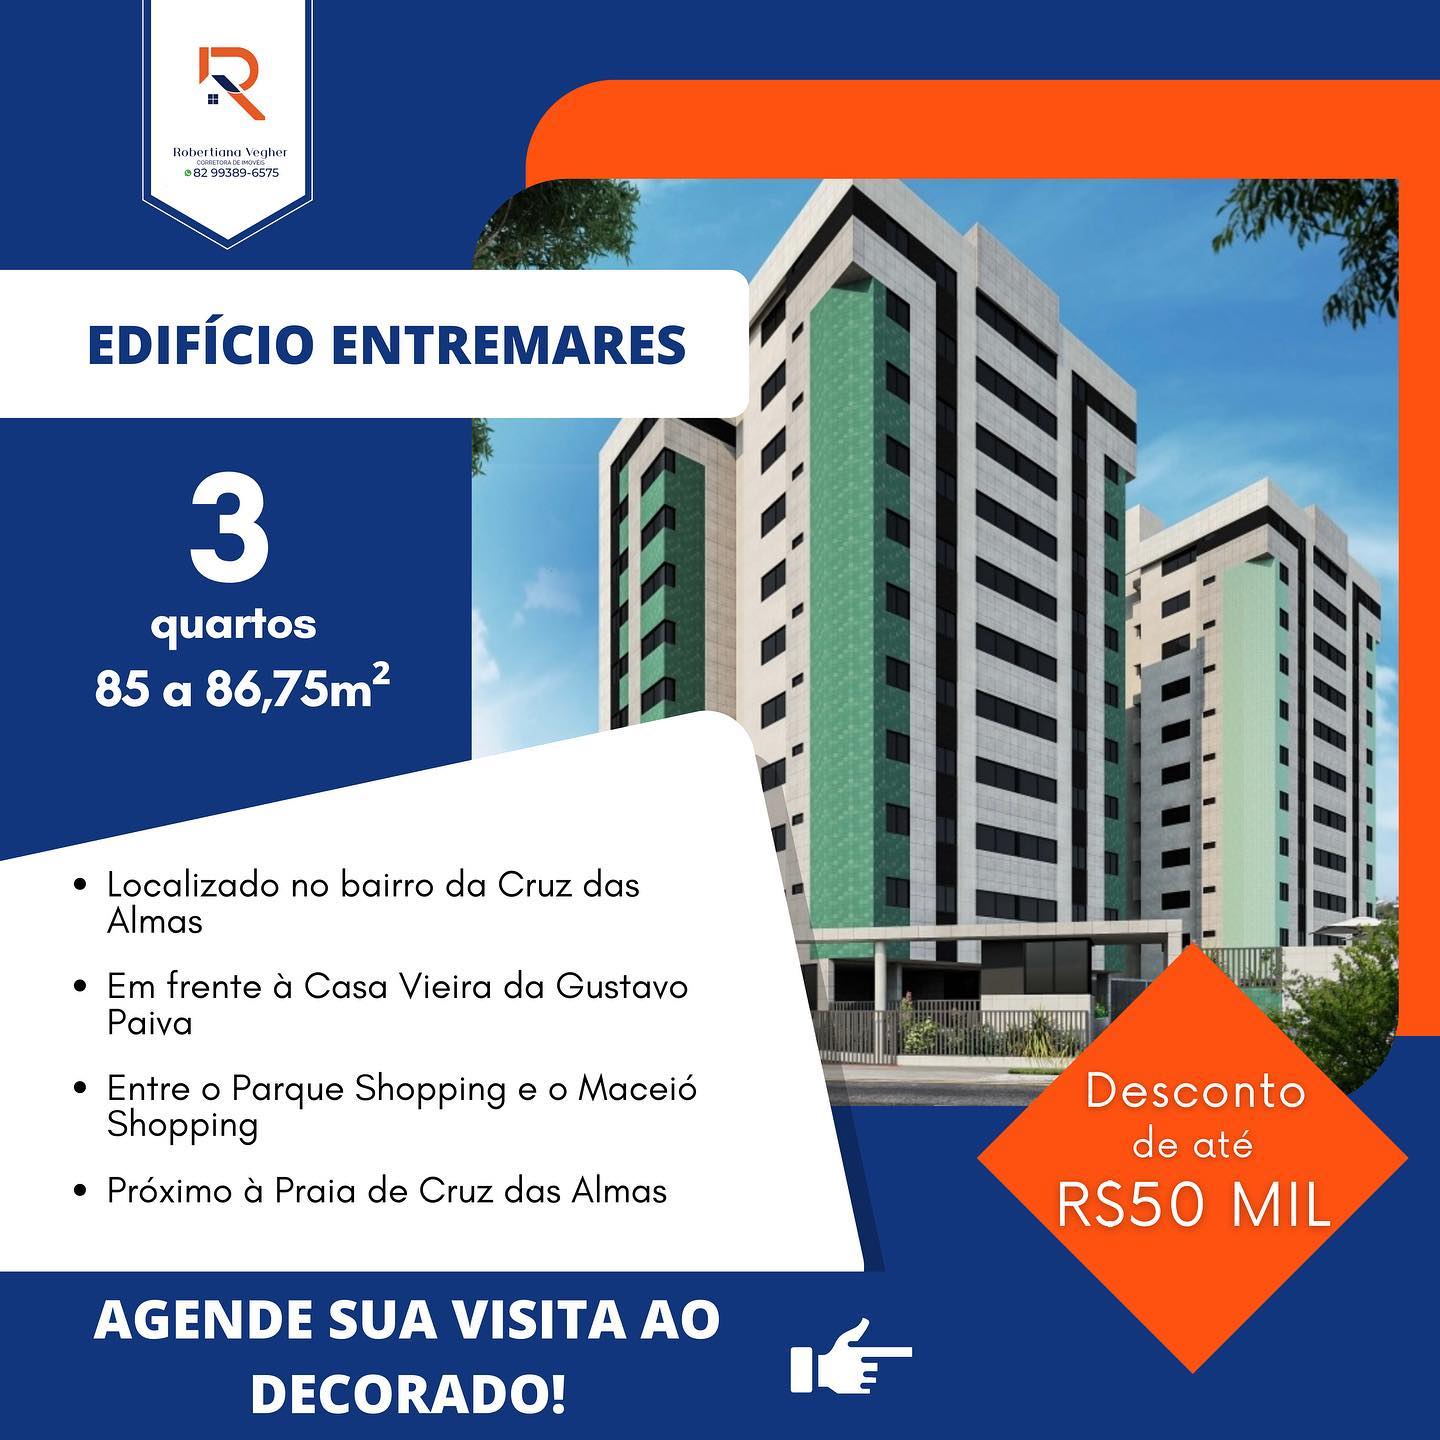 Robertiana Vegher
CORRETORA DE IMOVÉIS
82 99389-6575
EDIFÍCIO ENTREMARES
3
quartos
85 a 86,75m²
• Localizado no bairro da Cruz das
Almas
• Em frente à Casa Vieira da Gustavo
Paiva
• Entre o Parque Shopping e o Maceió
Shopping
• Próximo à Praia de Cruz das Almas
Desconto
de até
R$50 MIL
AGENDE SUA VISITA AO
DECORADO!